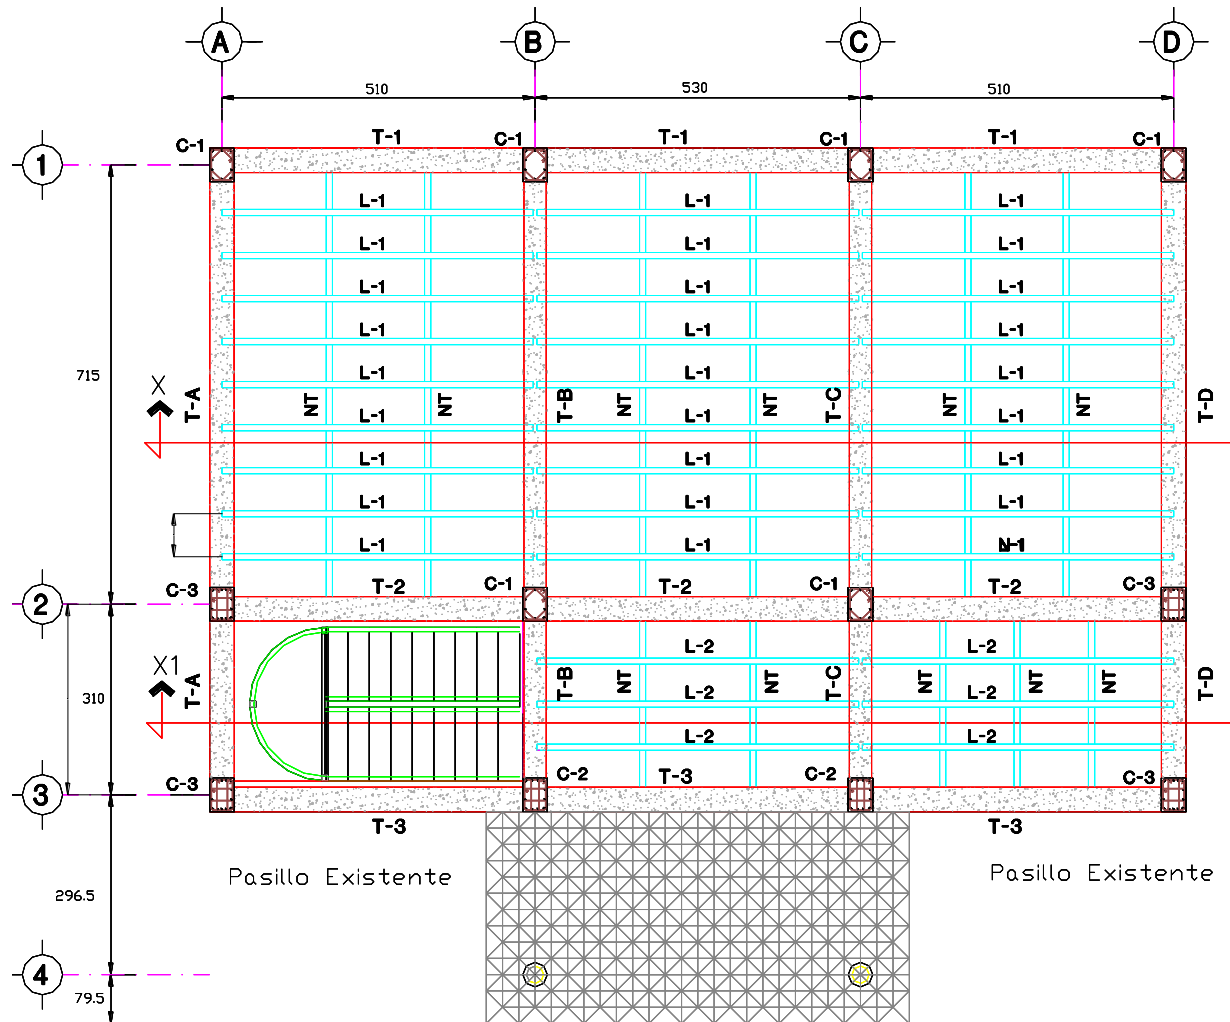 A B C D
510 530 510
C-1 T-1 C-1 T-1 C-1 T-1 C-1
1
L-1 L-1 L-1
L-1 L-1 L-1
L-1 L-1 L-1
L-1 L-1 L-1
715 L-1 L-1 L-1
X T-A NT NT T-B NT NT T-C NT NT T-D
L-1 L-1 L-1
L-1 L-1 L-1
L-1 L-1 L-1
L-1 L-1
C-3 T-2 C-1 T-2 C-1 T-2 C-3
2
L-2 L-2
X1 T-A T-B NT NT T-C NT NT NT T-D
310 L-2 L-2
L-2 L-2
C-3 C-2 T-3 C-2 C-3
3
T-3 T-3
Pasillo Existente Pasillo Existente
296.5
4
79.5